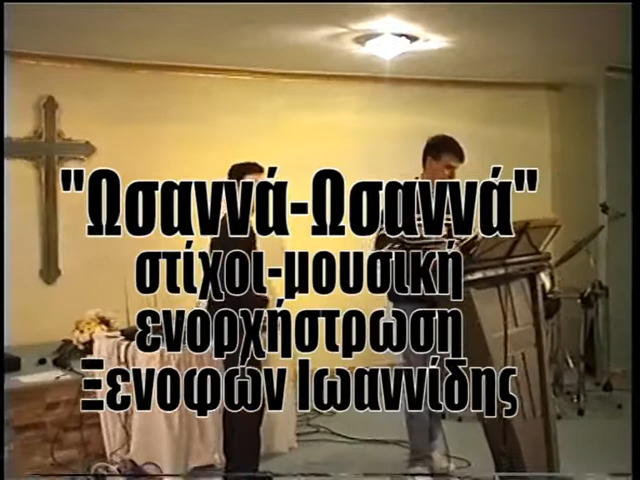 "Ωσαννά-Ωσαννά"
στίχοι-μουσική
ενορχήστρωση
Ξενοφών Ιωαννίδης